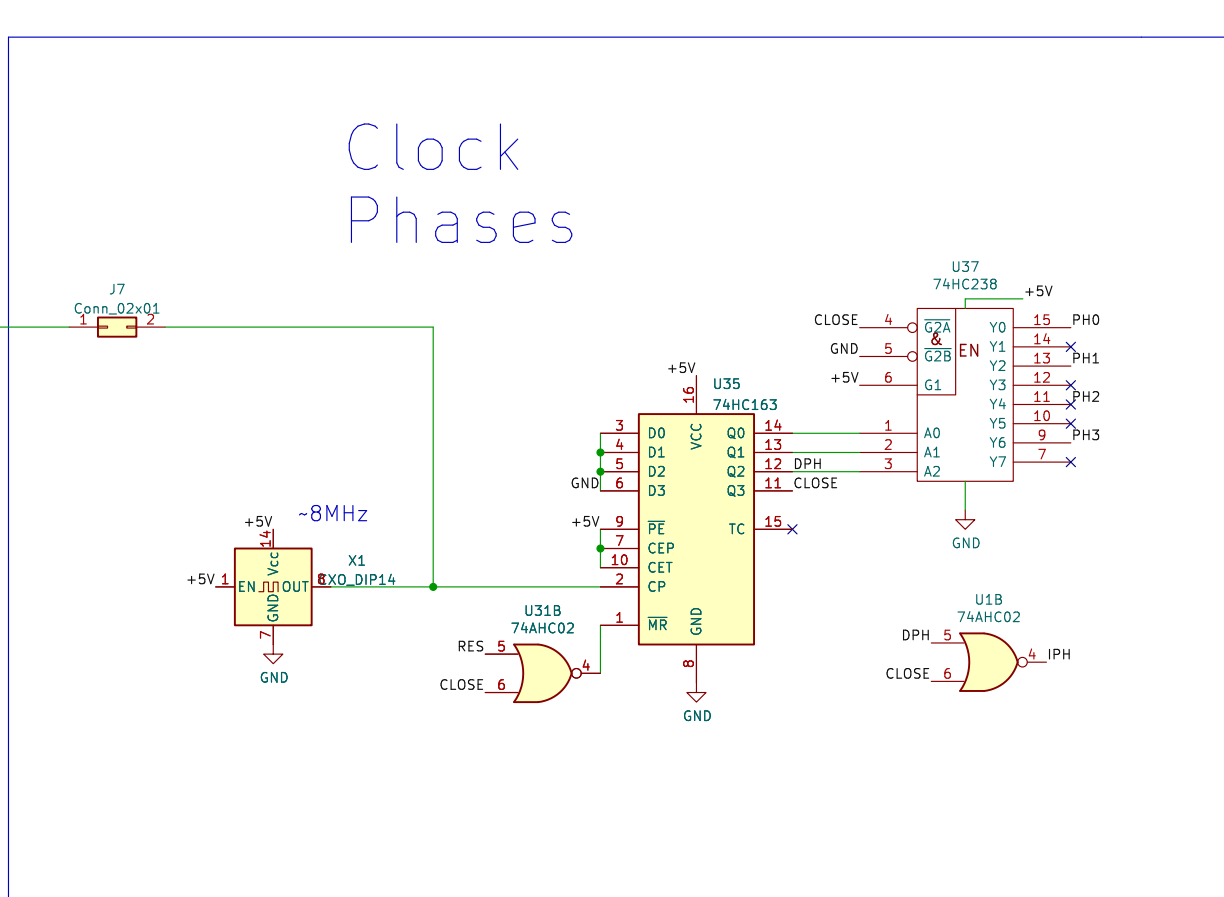 Clock
Phases
J7
Conn_02x01
1 2
~8MHz
+5V
14
Vcc
X1
CXO_DIP14
+5V 1 EN OUT 8
GND
7
GND
U31B
74AHC02
RES 5
4
CLOSE 6
+5V
16
U35
74HC163
VCC
3 D0 Q0 14
4 D1 Q1 13
5 D2 Q2 12 DPH
GND 6 D3 Q3 11 CLOSE
+5V 9 PE TC 15
7 CEP
10 CET
2 CP
1 MR
GND
8
GND
U37
74HC238
+5V
CLOSE 4 G2A Y0 15 PH0
& EN
Y1 14
GND 5 G2B Y2 13 PH1
+5V 6 G1 Y3 12
Y4 11 PH2
Y5 10
1 A0
Y6 9 PH3
2 A1
Y7 7
3 A2
GND
U1B
74AHC02
DPH 5
4 IPH
CLOSE 6